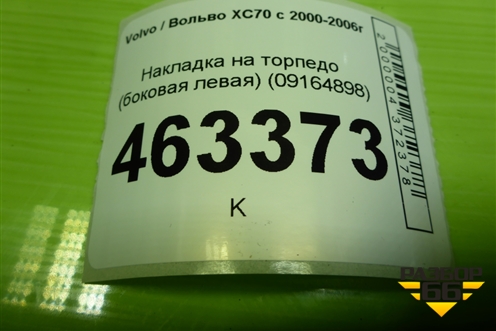 Volvo / Вольво XC70 с 2000-2006г
Накладка на торпедо
(боковая левая) (09164898)
463373
К
2000004372378
РАЗБОР
66